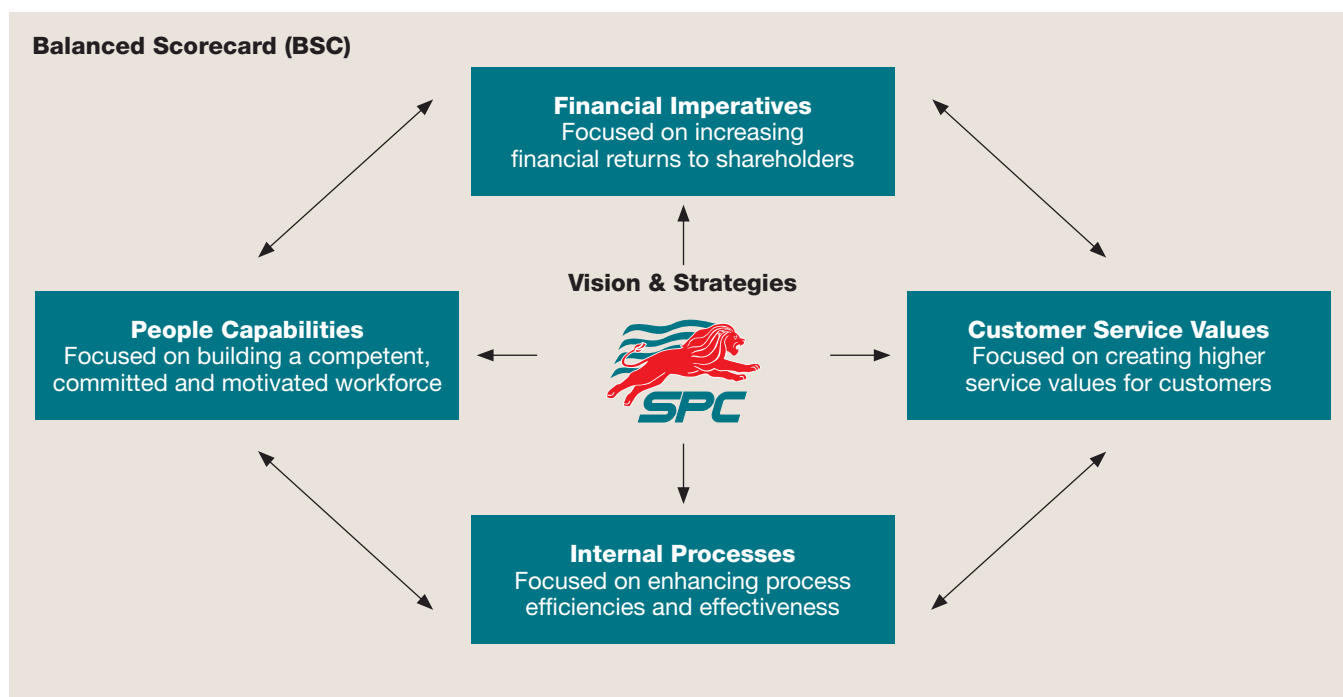 Balanced Scorecard (BSC)
Financial Imperatives
Focused on increasing
financial returns to shareholders
Vision & Strategies
People Capabilities
Focused on building a competent,
committed and motivated workforce
SPC
Customer Service Values
Focused on creating higher
service values for customers
Internal Processes
Focused on enhancing process
efficiencies and effectiveness